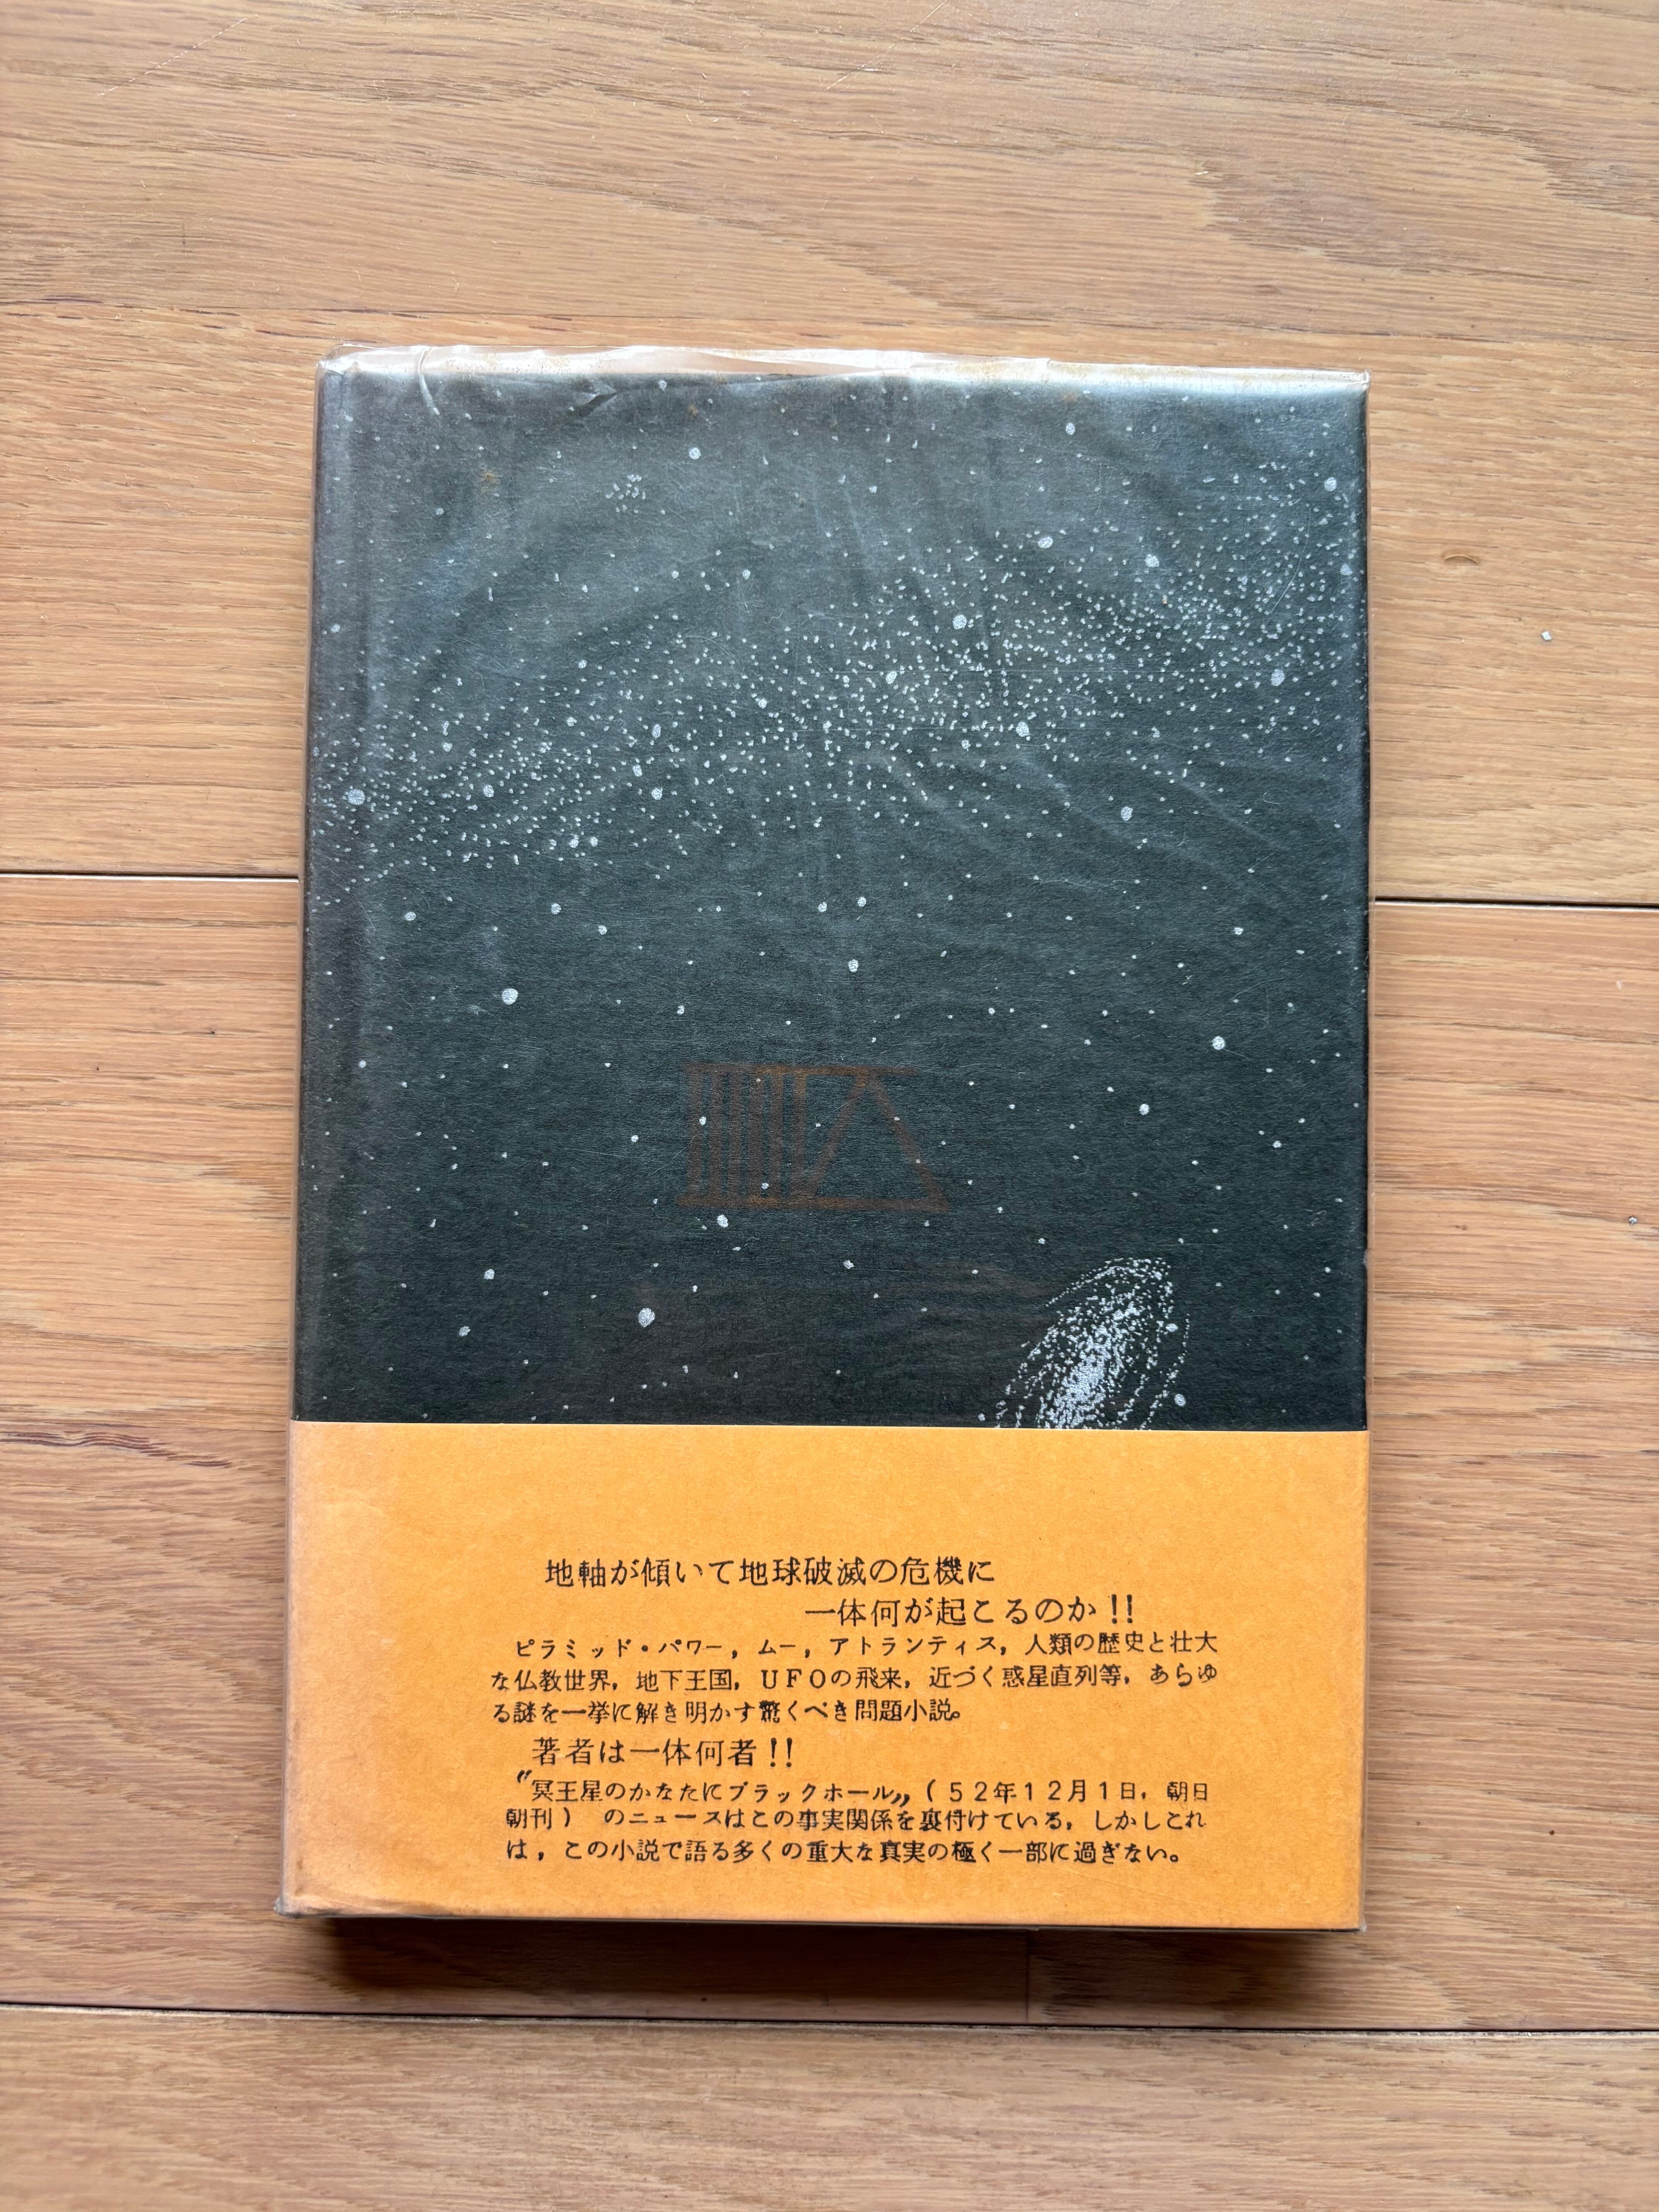 地軸が傾いて地球破滅の危機に
一体何が起こるのか!!
ピラミッド・パワー，ムー，アトランティス，人類の歴史と壮大
な仏教世界，地下王国，UFOの飛来，近づく惑星直列等，あらゆ
る謎を一挙に解き明かす驚くべき問題小説。
著者は一体何者!!
〝冥王星のかなたにブラックホール〟(52年12月1日，朝日
朝刊) のニュースはこの事実関係を裏付けている，しかしこれ
は，この小説で語る多くの重大な真実の極く一部に過ぎない。